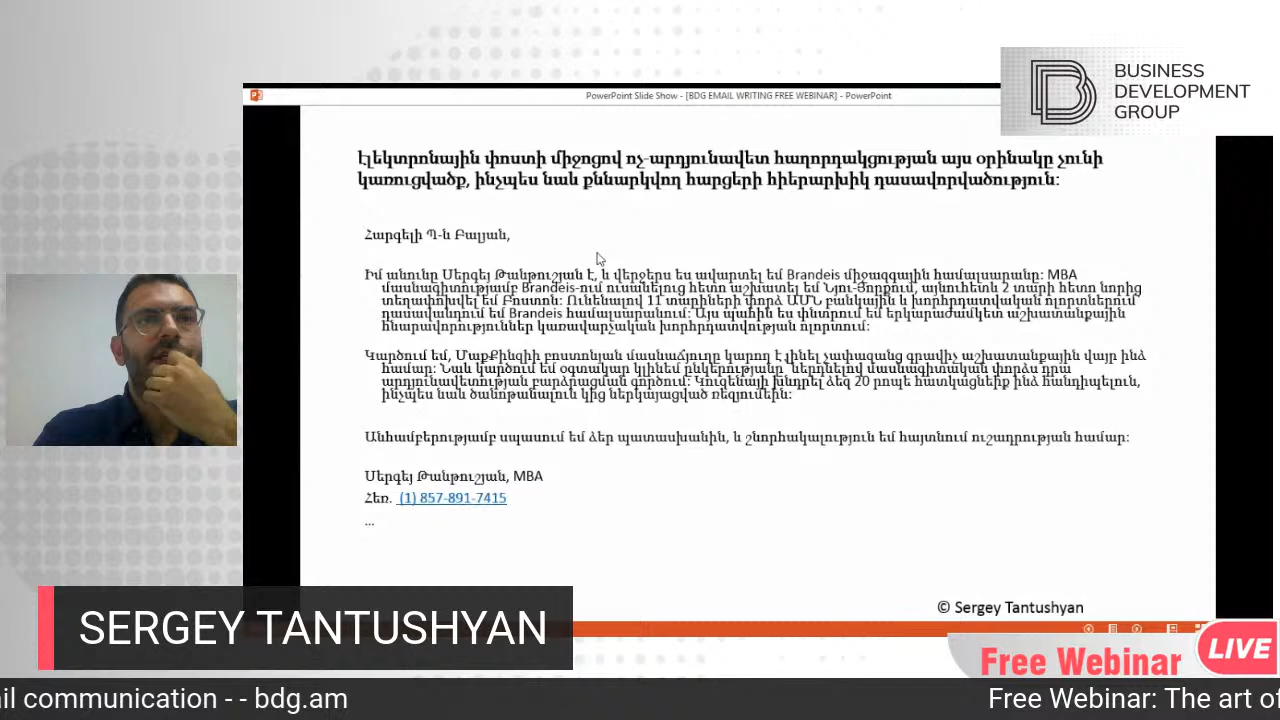 PowerPoint Slide Show - [BDG EMAIL WRITING FREE WEBINAR] - PowerPoint
BUSINESS
DEVELOPMENT
GROUP
էլեկտրոնային փոստի միջոցով ոչ-արդյունավետ հաղորդակցության այս օրինակը չունի
կառուցվածք, ինչպես նաև քննարկվող հարցերի հիերարխիկ դասավորվածություն:
Հարգելի Պ-ն Բալյան,
Իմ անունը Սերգեյ Թանթուշյան է, և վերջերս ես ավարտել եմ Brandeis միջազգային համալսարանը: MBA
մասնագիտությամբ Brandeis-ում ուսանելուց հետո աշխատել եմ Նյու-Յորքում, այնուհետև 2 տարի հետո նորից
տեղափոխվել եմ Բոստոն: Ունենալով 11 տարիների փորձ ԱՄՆ բանկային և խորհրդատվական ոլորտներում
դասավանդում եմ Brandeis համալսարանում: Այս պահին ես փնտրում եմ երկարաժամկետ աշխատանքային
հնարավորություններ կառավարչական խորհրդատվության ոլորտում:
Կարծում եմ, ՄաքՔինզիի բոստոնյան մասնաճյուղը կարող է լինել չափազանց գրավիչ աշխատանքային վայր ինձ
համար: Նաև կարծում եմ օգտակար կլինեմ ընկերությանը՝ ներդնելով մասնագիտական փորձս դրա
արդյունավետության բարձրացման գործում: Կուզենայի խնդրել ձեզ 20 րոպե հատկացնեիք ինձ հանդիպելուն,
ինչպես նաև ծանոթանալուն կից ներկայացված ռեզյումեին:
Անհամբերությամբ սպասում եմ ձեր պատասխանին, և շնորհակալություն եմ հայտնում ուշադրության համար:
Սերգեյ Թանթուշյան, MBA
Հեռ. (1) 857-891-7415
...
© Sergey Tantushyan
SERGEY TANTUSHYAN
Free Webinar
LIVE
ail communication - - bdg.am
Free Webinar: The art of